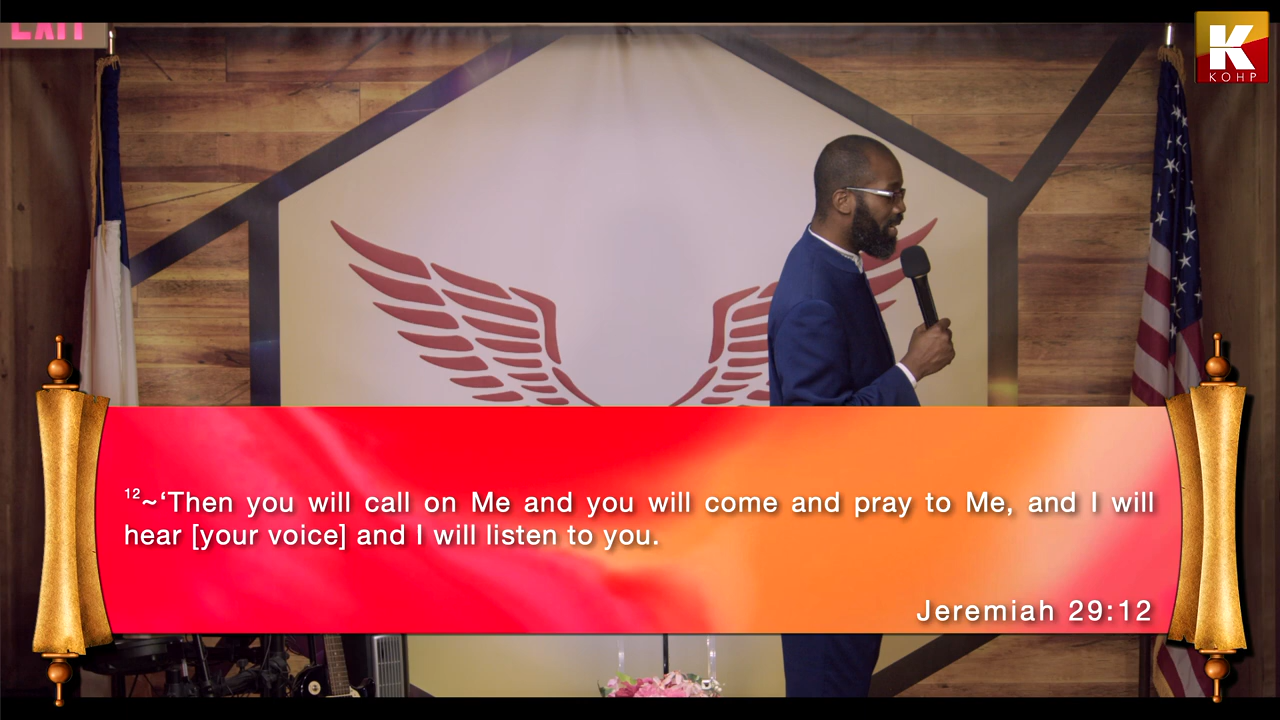 EXIT
K
KOHP
12~‘Then you will call on Me and you will come and pray to Me, and I will
hear [your voice] and I will listen to you.
Jeremiah 29:12